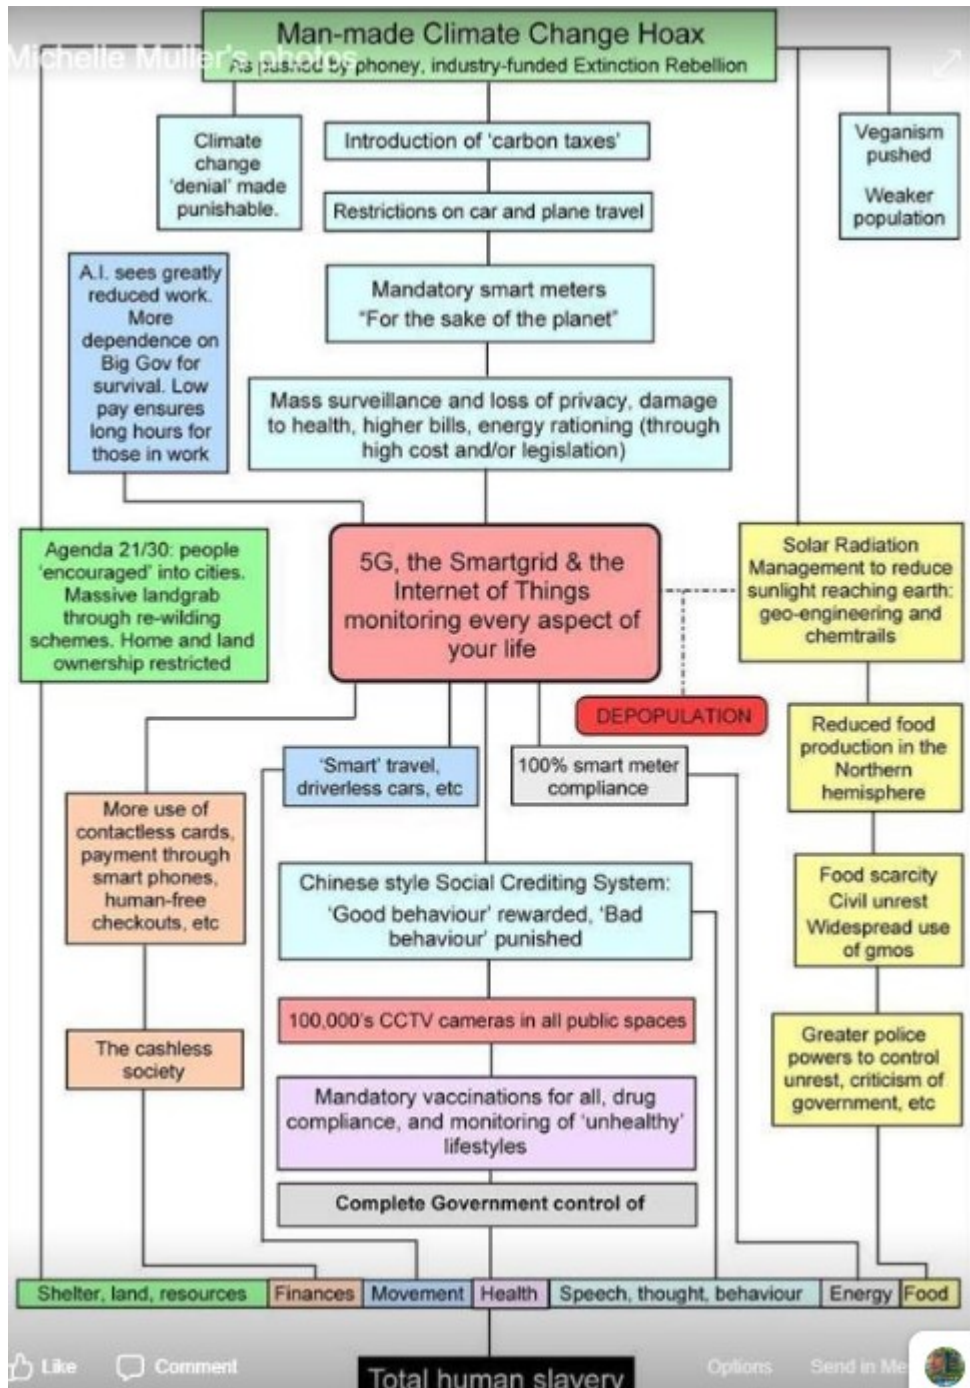 Man-made Climate Change Hoax
Michelle Muller's photos
As pushed by phoney, industry-funded Extinction Rebellion
Climate
change
'denial' made
punishable.
Introduction of 'carbon taxes'
Restrictions on car and plane travel
Veganism
pushed
Weaker
population
A.I. sees greatly
reduced work.
More
dependence on
Big Gov for
survival. Low
pay ensures
long hours for
those in work
Mandatory smart meters
"For the sake of the planet"
Mass surveillance and loss of privacy, damage
to health, higher bills, energy rationing (through
high cost and/or legislation)
Agenda 21/30: people
'encouraged' into cities.
Massive landgrab
through re-wilding
schemes. Home and land
ownership restricted
5G, the Smartgrid & the
Internet of Things
monitoring every aspect of
your life
Solar Radiation
Management to reduce
sunlight reaching earth:
geo-engineering and
chemtrails
DEPOPULATION
'Smart' travel,
driverless cars, etc
100% smart meter
compliance
Reduced food
production in the
Northern
hemisphere
More use of
contactless cards,
payment through
smart phones,
human-free
checkouts, etc
Chinese style Social Crediting System:
'Good behaviour' rewarded, 'Bad
behaviour' punished
Food scarcity
Civil unrest
Widespread use
of gmos
100,000's CCTV cameras in all public spaces
The cashless
society
Mandatory vaccinations for all, drug
compliance, and monitoring of 'unhealthy'
lifestyles
Greater police
powers to control
unrest, criticism of
government, etc
Complete Government control of
Shelter, land, resources
Finances
Movement
Health
Speech, thought, behaviour
Energy
Food
Like
Comment
Total human slavery
Options
Send in Me